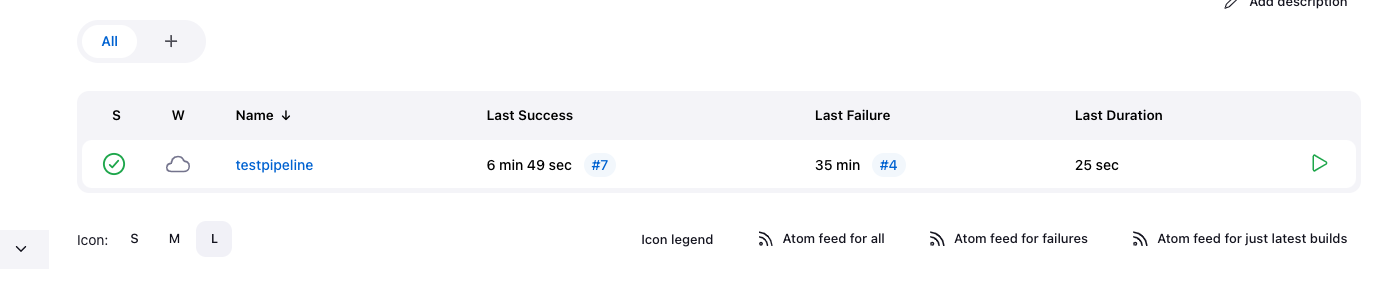 Add description
All +
S W Name ↓ Last Success Last Failure Last Duration
testpipeline 6 min 49 sec #7 35 min #4 25 sec
Icon: S M L Icon legend Atom feed for all Atom feed for failures Atom feed for just latest builds